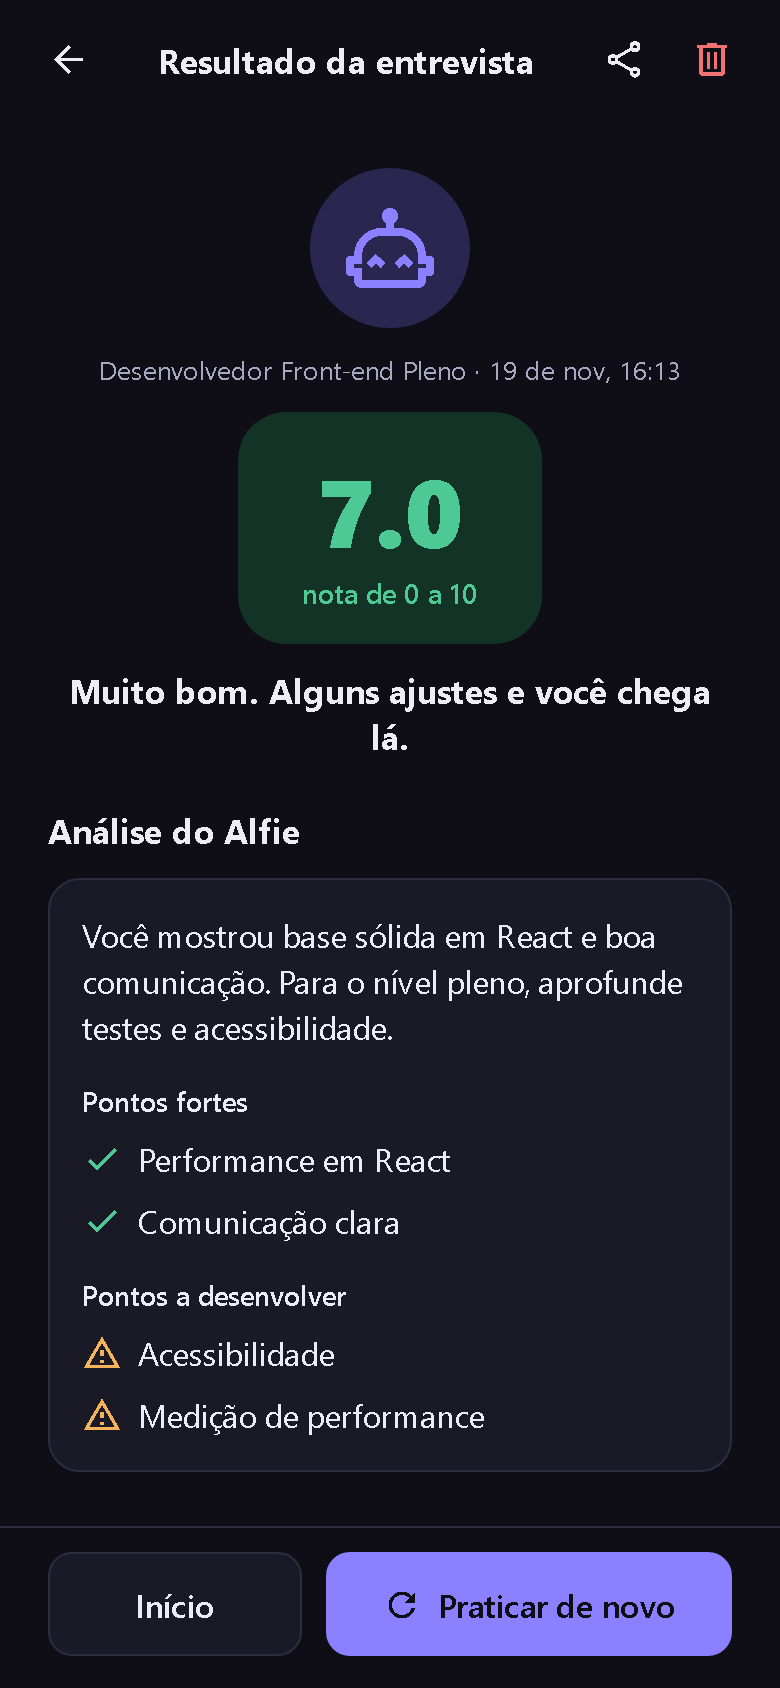 Resultado da entrevista
Desenvolvedor Front-end Pleno · 19 de nov, 16:13
7.0
nota de 0 a 10
Muito bom. Alguns ajustes e você chega
lá.
Análise do Alfie
Você mostrou base sólida em React e boa
comunicação. Para o nível pleno, aprofunde
testes e acessibilidade.
Pontos fortes
Performance em React
Comunicação clara
Pontos a desenvolver
Acessibilidade
Medição de performance
Início
Praticar de novo